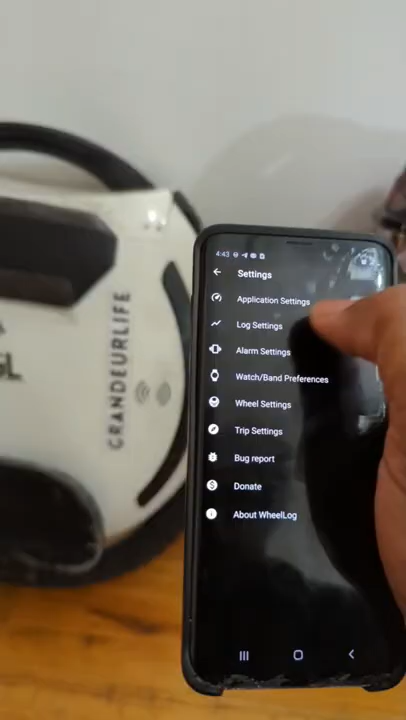 GRANDEURLIFE
4:43
Settings
Application Settings
Log Settings
Alarm Settings
Watch/Band Preferences
Wheel Settings
Trip Settings
Bug report
Donate
About WheelLog